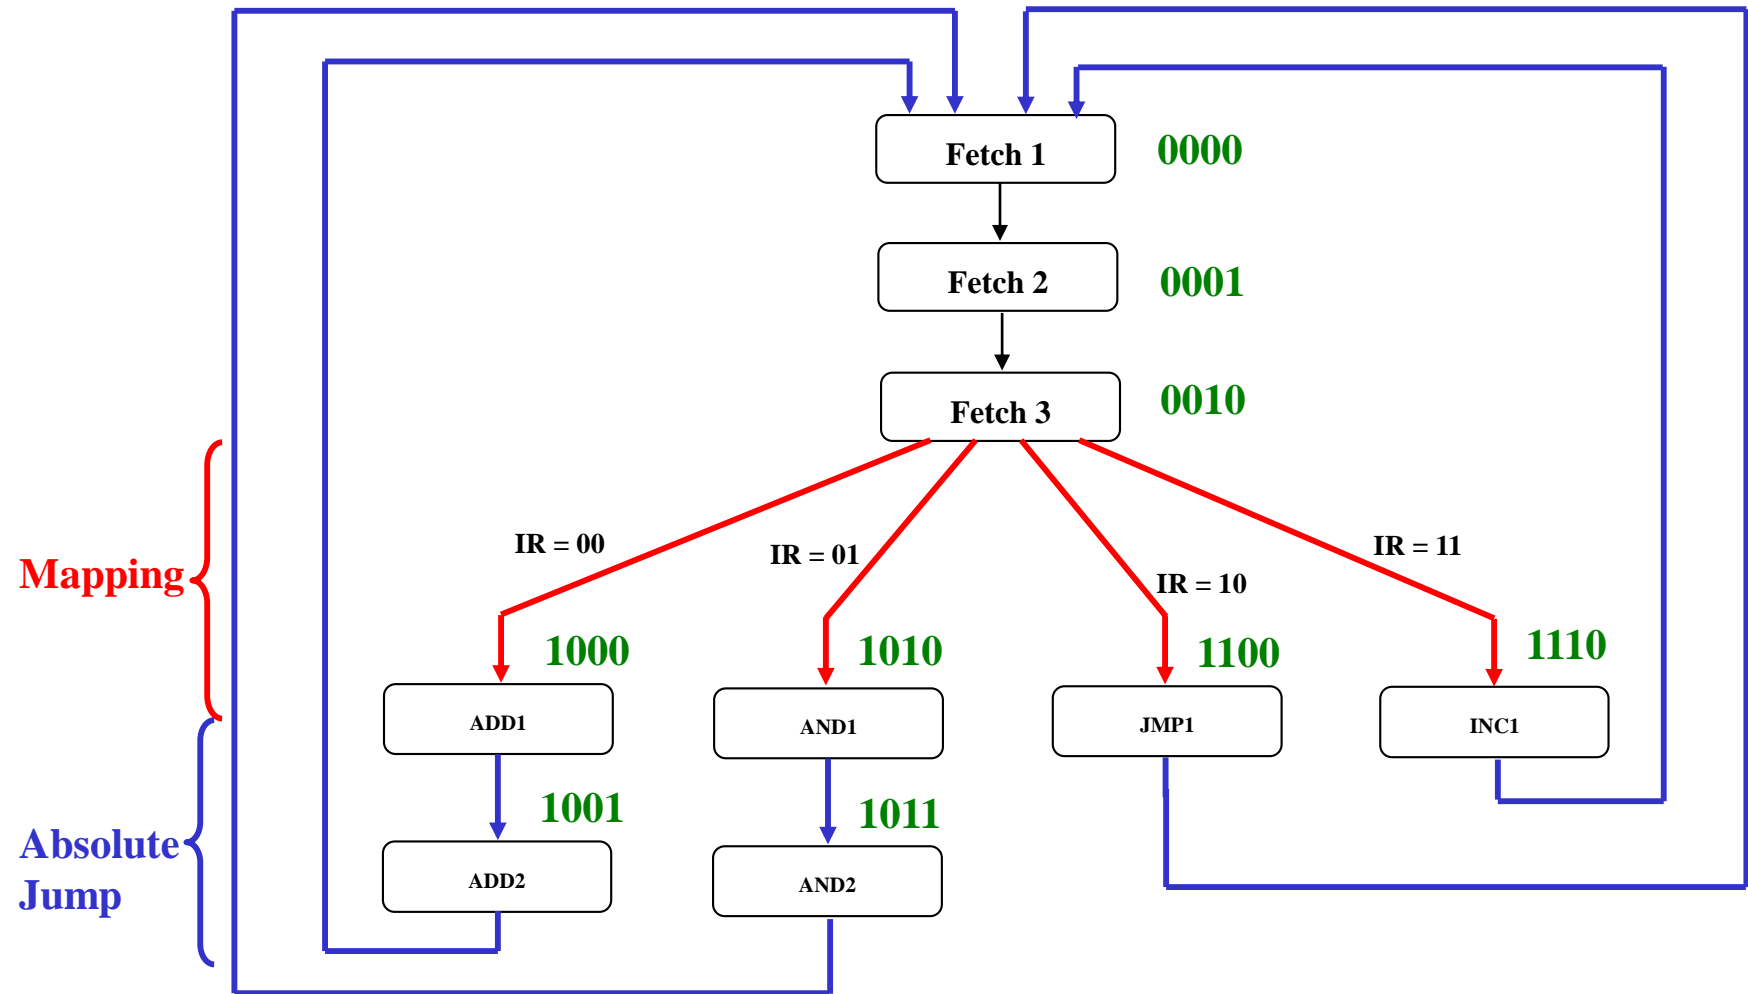 Fetch 1
0000
Fetch 2
0001
Fetch 3
0010
IR = 00
IR = 01
IR = 10
IR = 11
Mapping
1000
1010
1100
1110
ADD1
AND1
JMP1
INC1
1001
1011
Absolute
Jump
ADD2
AND2